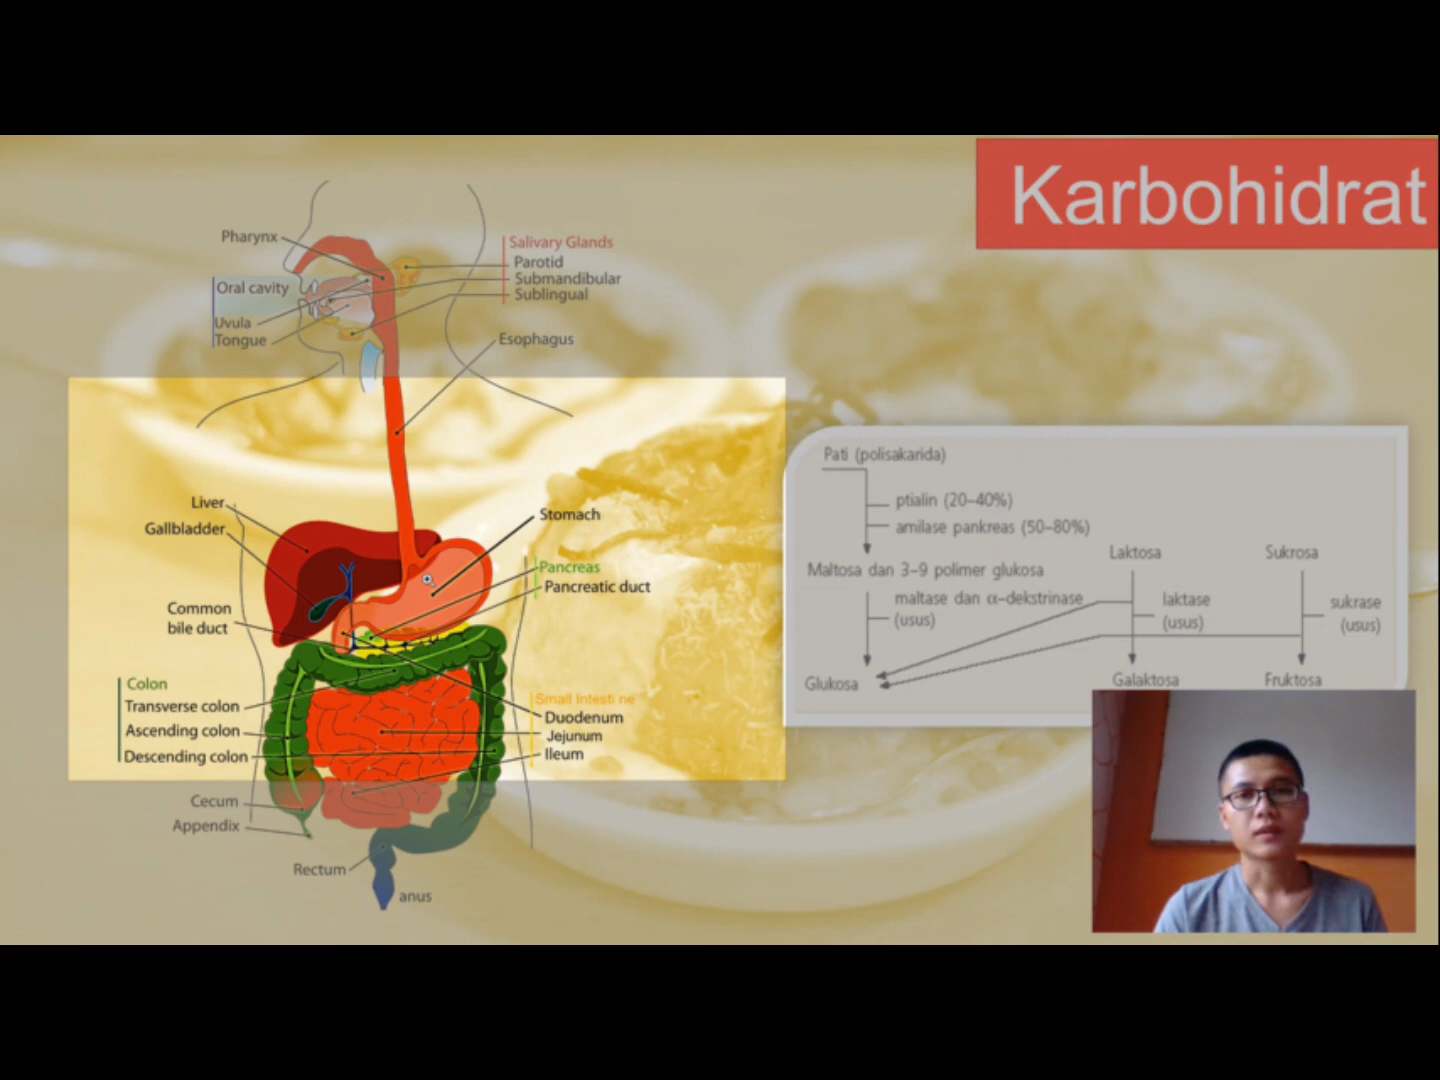 Karbohidrat
Pharynx
Oral cavity
Uvula
Tongue
Salivary Glands
Parotid
Submandibular
Sublingual
Esophagus
Liver
Gallbladder
Common
bile duct
Stomach
Pancreas
Pancreatic duct
Colon
Transverse colon
Ascending colon
Descending colon
Small Intesti ne
Duodenum
Jejunum
Ileum
Cecum
Appendix
Rectum
anus
Pati (polisakarida)
ptialin (20–40%)
amilase pankreas (50–80%)
Maltosa dan 3–9 polimer glukosa
maltase dan α–dekstrinase
(usus)
Glukosa
Laktosa
laktase
(usus)
Galaktosa
Sukrosa
sukrase
(usus)
Fruktosa